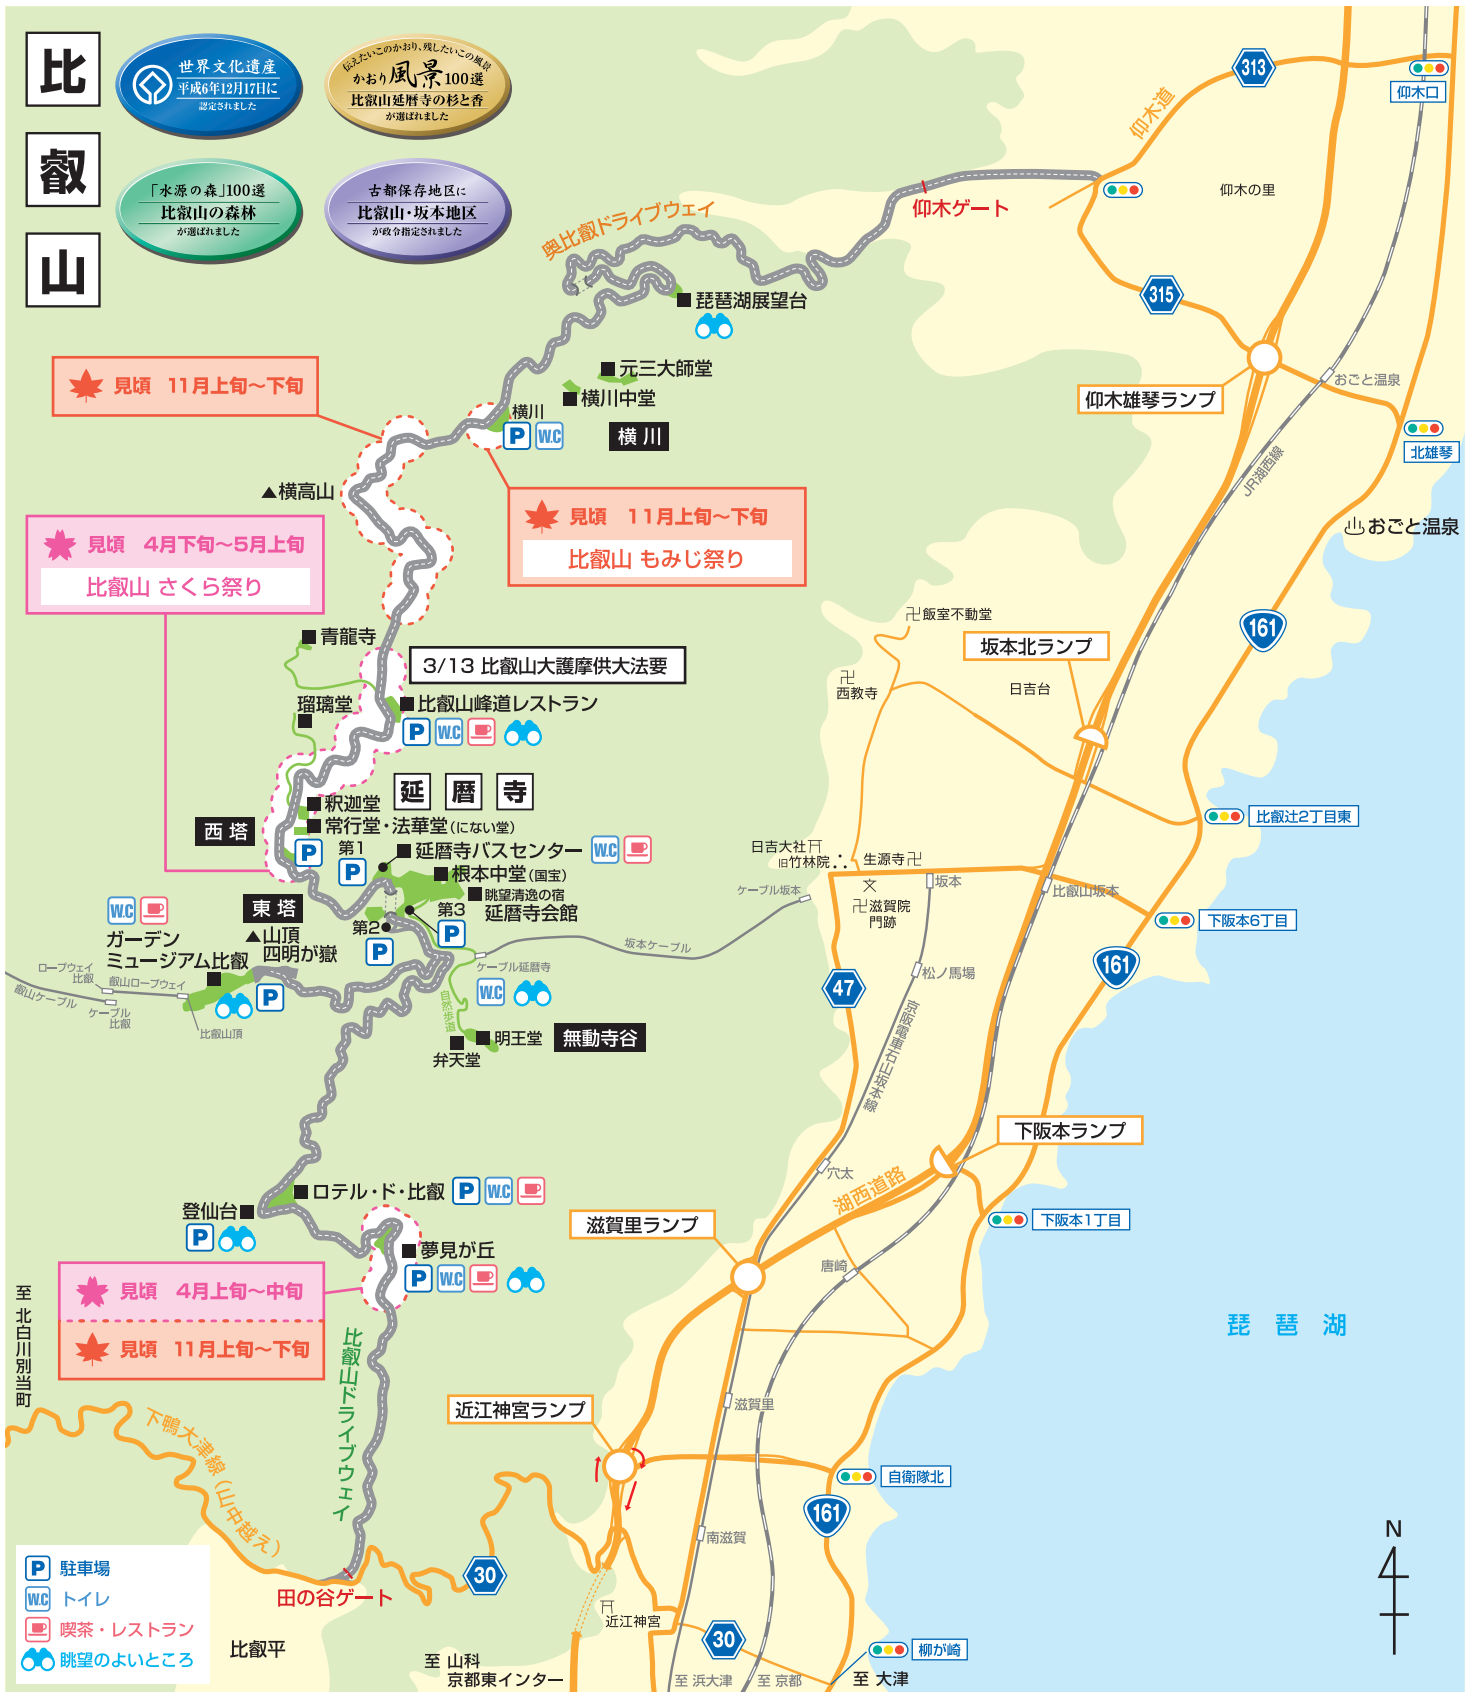 比
叡
山
世界文化遺産
平成6年12月17日に
認定されました
伝えたいこのかおり、残したいこの風景
かおり風景100選
比叡山延暦寺の杉と香
が選ばれました
「水源の森」100選
比叡山の森林
が選ばれました
古都保存地区に
比叡山・坂本地区
が政令指定されました
313
仰木道
仰木口
仰木の里
仰木ゲート
奥比叡ドライブウェイ
315
琵琶湖展望台
元三大師堂
横川中堂
横川
P
W.C
横川
見頃 11月上旬〜下旬
おごと温泉
仰木雄琴ランプ
北雄琴
JR湖西線
▲横高山
見頃 11月上旬〜下旬
比叡山 もみじ祭り
おごと温泉
見頃 4月下旬〜5月上旬
比叡山 さくら祭り
161
卍飯室不動堂
青龍寺
3/13 比叡山大護摩供大法要
坂本北ランプ
日吉台
卍
西教寺
瑠璃堂
比叡山峰道レストラン
P
W.C
延
暦
寺
釈迦堂
常行堂・法華堂(にない堂)
西塔
P
第1
P
延暦寺バスセンター
W.C
根本中堂(国宝)
眺望清逸の宿
延暦寺会館
比叡辻2丁目東
日吉大社
旧竹林院
生源寺卍
坂本
卍滋賀院
門跡
比叡山坂本
ケーブル坂本
下阪本6丁目
東塔
第2
P
第3
P
W.C
ガーデン
ミュージアム比叡
▲山頂
四明が嶽
坂本ケーブル
ケーブル延暦寺
W.C
161
47
松ノ馬場
京阪電車石山坂本線
ロープウェイ
比叡
叡山ロープウェイ
叡山ケーブル
ケーブル
比叡
比叡山頂
P
自然歩道
明王堂
弁天堂
無動寺谷
下阪本ランプ
穴太
湖西道路
ロテル・ド・比叡
P
W.C
登仙台
P
滋賀里ランプ
下阪本1丁目
夢見が丘
P
W.C
唐崎
見頃 4月上旬〜中旬
見頃 11月上旬〜下旬
至 北白川別当町
琵琶湖
比叡山ドライブウェイ
滋賀里
近江神宮ランプ
下鴨大津線(山中越え)
自衛隊北
161
南滋賀
N
30
P
駐車場
W.C
トイレ
喫茶・レストラン
眺望のよいところ
田の谷ゲート
比叡平
近江神宮
30
柳が崎
至 山科
京都東インター
至 浜大津
至 京都
至 大津